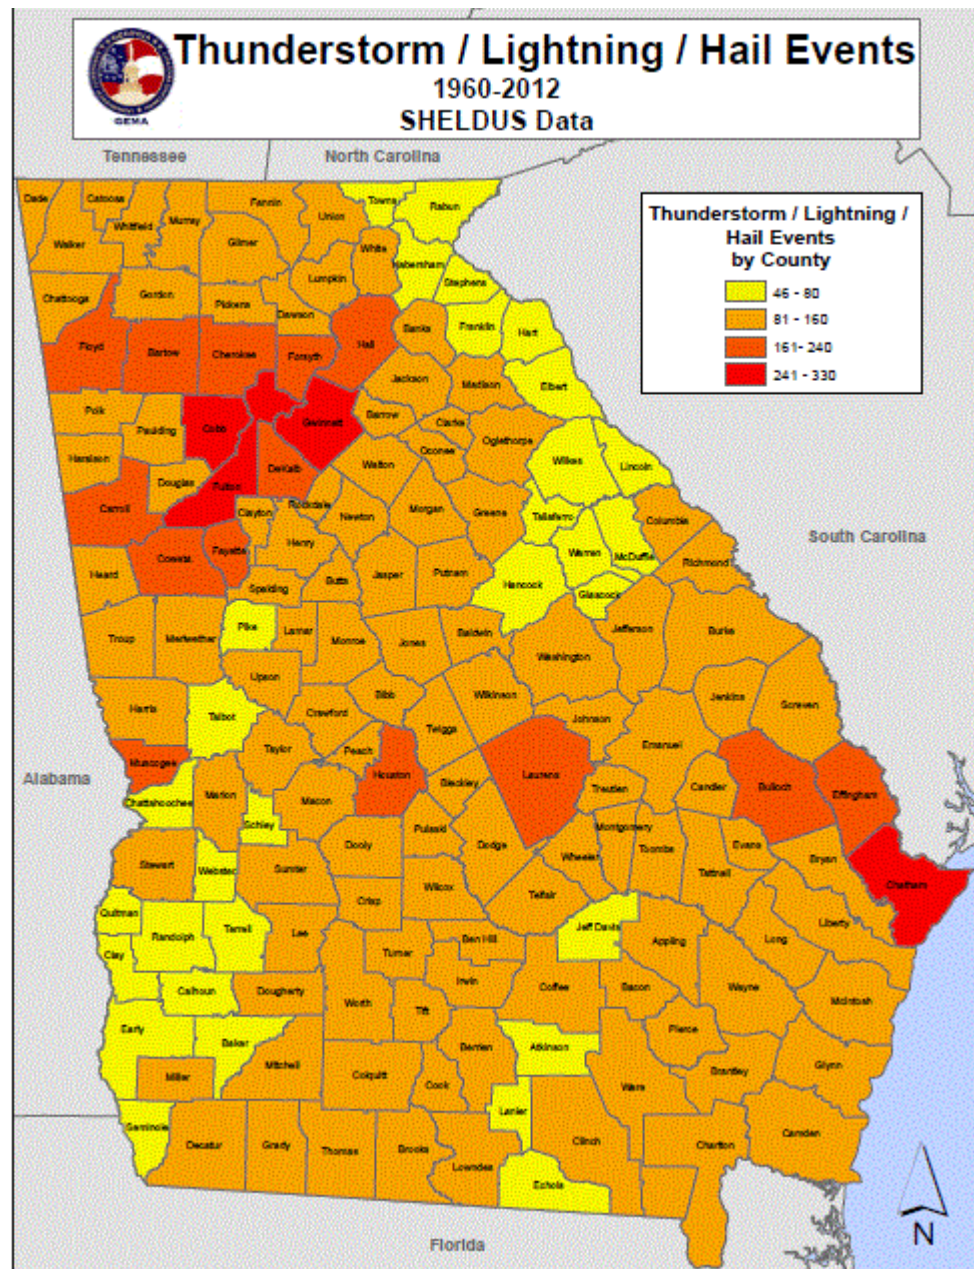 Thunderstorm / Lightning / Hail Events
1960-2012
SHELDUS Data
GEMA
Tennessee
North Carolina
Thunderstorm / Lightning /
Hail Events
by County
46 - 80
81 - 160
161- 240
241 - 330
Dade
Catoosa
Whitfield
Murray
Fannin
Union
Towns
Rabun
Walker
Gilmer
White
Habersham
Lumpkin
Stephens
Chattooga
Gordon
Pickens
Dawson
Franklin
Hart
Floyd
Bartow
Cherokee
Forsyth
Hall
Banks
Elbert
Jackson
Madison
Polk
Paulding
Cobb
Gwinnett
Barrow
Clarke
Oconee
Oglethorpe
Haralson
Douglas
Fulton
DeKalb
Walton
Wilkes
Lincoln
Carroll
Clayton
Rockdale
Newton
Morgan
Greene
Taliaferro
Columbia
South Carolina
Coweta
Fayette
Henry
Warren
McDuffie
Richmond
Heard
Spalding
Butts
Jasper
Putnam
Hancock
Glascock
Troup
Meriwether
Pike
Lamar
Monroe
Jones
Baldwin
Jefferson
Burke
Washington
Upson
Harris
Talbot
Crawford
Bibb
Wilkinson
Jenkins
Screven
Taylor
Peach
Twiggs
Johnson
Emanuel
Muscogee
Alabama
Houston
Bleckley
Laurens
Treutlen
Candler
Bulloch
Effingham
Chattahoochee
Marion
Macon
Schley
Pulaski
Montgomery
Dooly
Dodge
Wheeler
Toombs
Evans
Bryan
Stewart
Webster
Sumter
Wilcox
Telfair
Tattnall
Chatham
Quitman
Crisp
Liberty
Randolph
Terrell
Lee
Jeff Davis
Clay
Turner
Ben Hill
Appling
Long
Calhoun
Dougherty
Irwin
Coffee
Bacon
Wayne
McIntosh
Worth
Tift
Early
Baker
Pierce
Berrien
Atkinson
Miller
Mitchell
Colquitt
Cook
Ware
Brantley
Glynn
Seminole
Lanier
Decatur
Grady
Thomas
Brooks
Clinch
Charlton
Camden
Lowndes
Echols
N
Florida